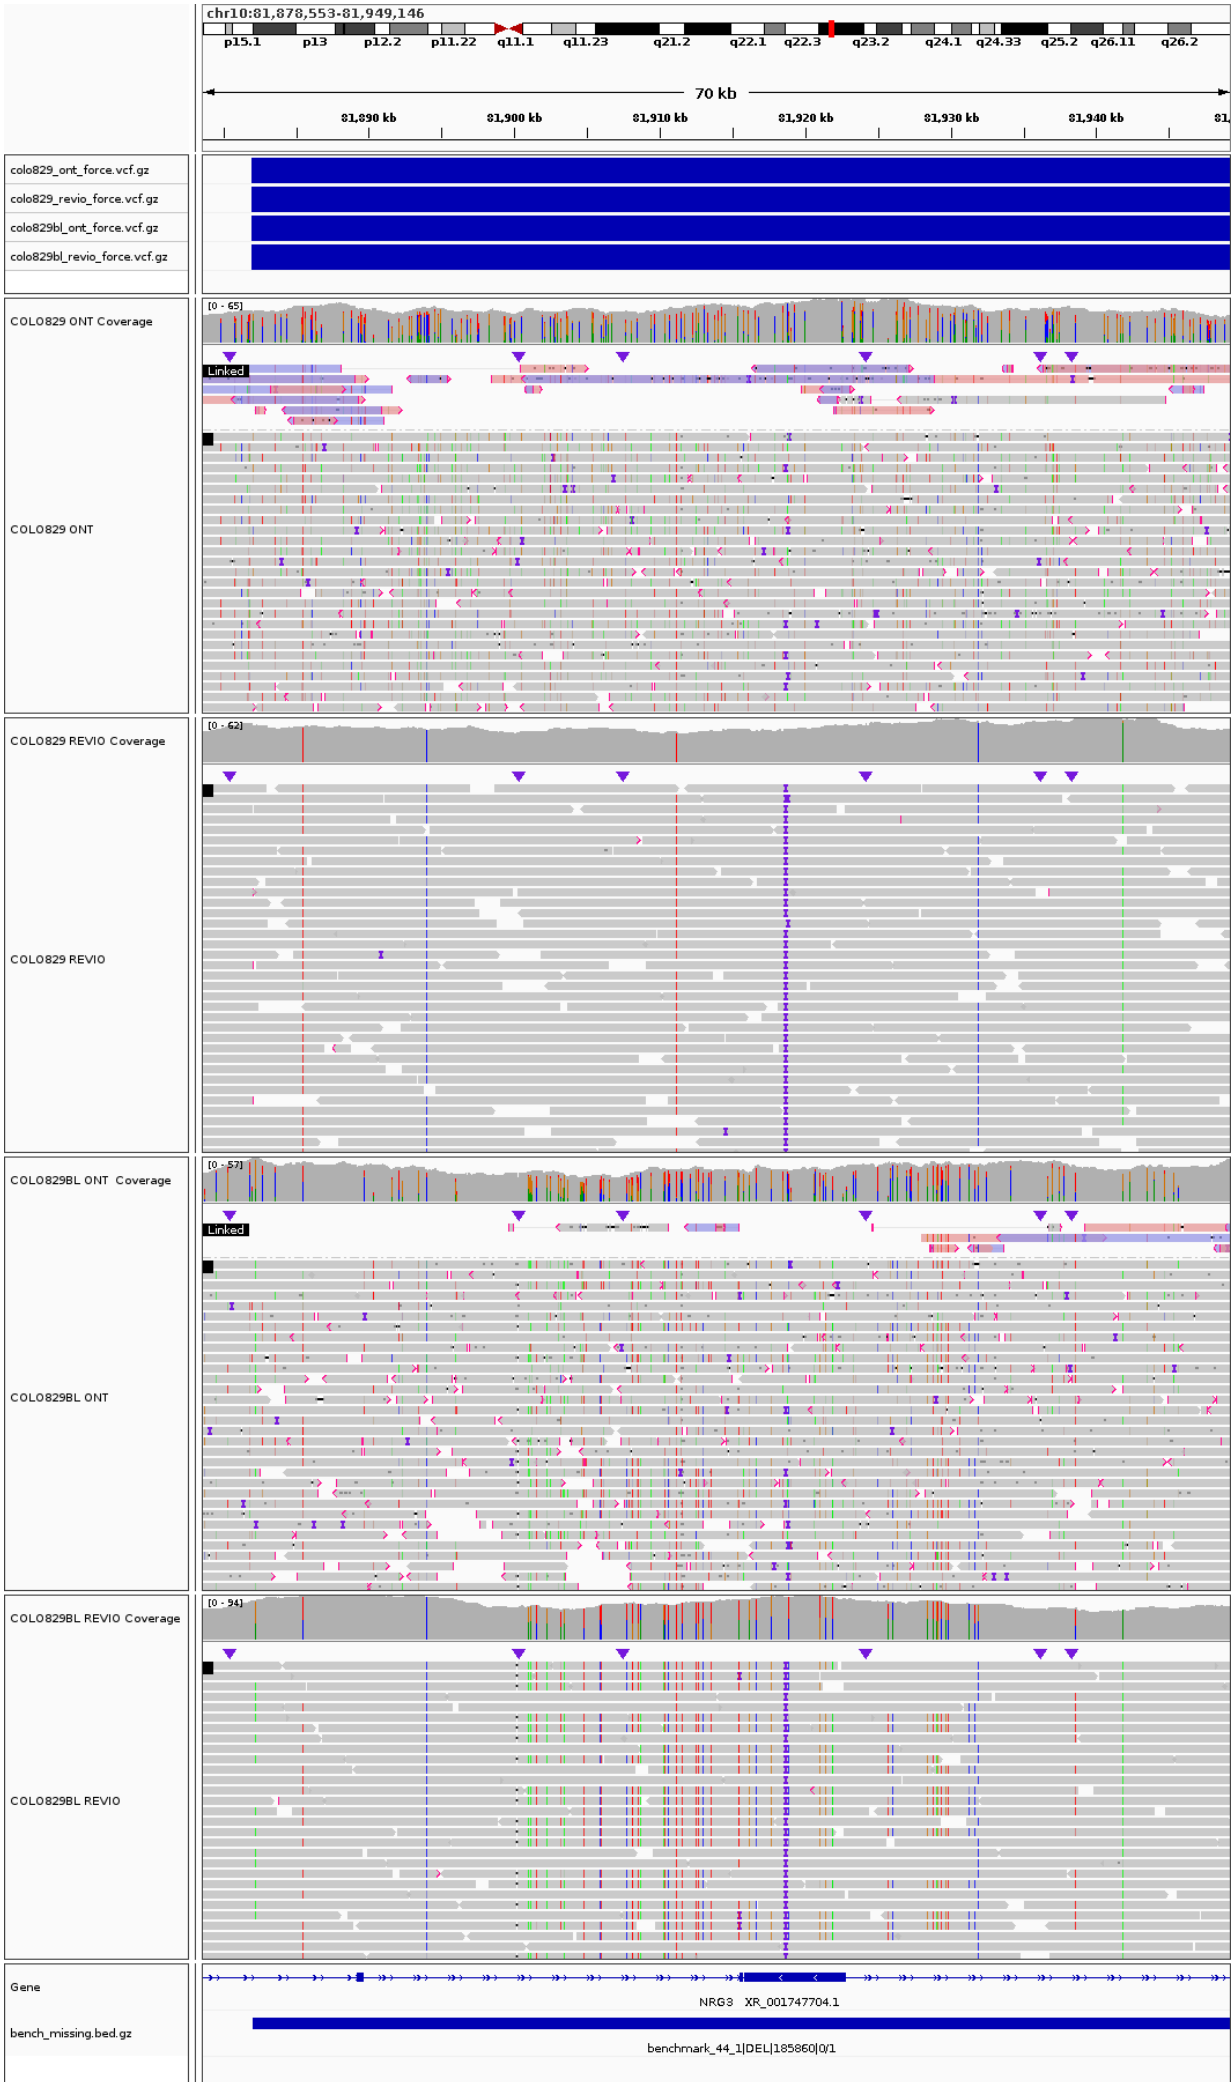 chr10:81,878,553-81,949,146
p15.1 p13 p12.2 p11.22 q11.1 q11.23 q21.2 q22.1 q22.3 q23.2 q24.1 q24.33 q25.2 q26.11 q26.2
70 kb
81,890 kb 81,900 kb 81,910 kb 81,920 kb 81,930 kb 81,940 kb 81,
colo829_ont_force.vcf.gz
colo829_revio_force.vcf.gz
colo829bl_ont_force.vcf.gz
colo829bl_revio_force.vcf.gz
[0 - 65]
COLO829 ONT Coverage
Linked
COLO829 ONT
[0 - 62]
COLO829 REVIO Coverage
COLO829 REVIO
[0 - 57]
COLO829BL ONT Coverage
Linked
COLO829BL ONT
[0 - 94]
COLO829BL REVIO Coverage
COLO829BL REVIO
Gene
NRG3 XR_001747704.1
bench_missing.bed.gz
benchmark_44_1|DEL|185860|0/1